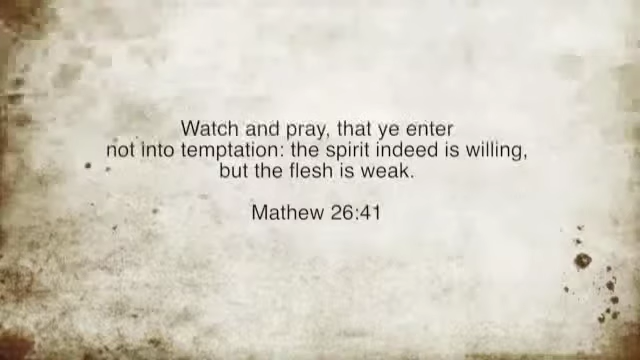 Watch and pray, that ye enter
not into temptation: the spirit indeed is willing,
but the flesh is weak.
Mathew 26:41